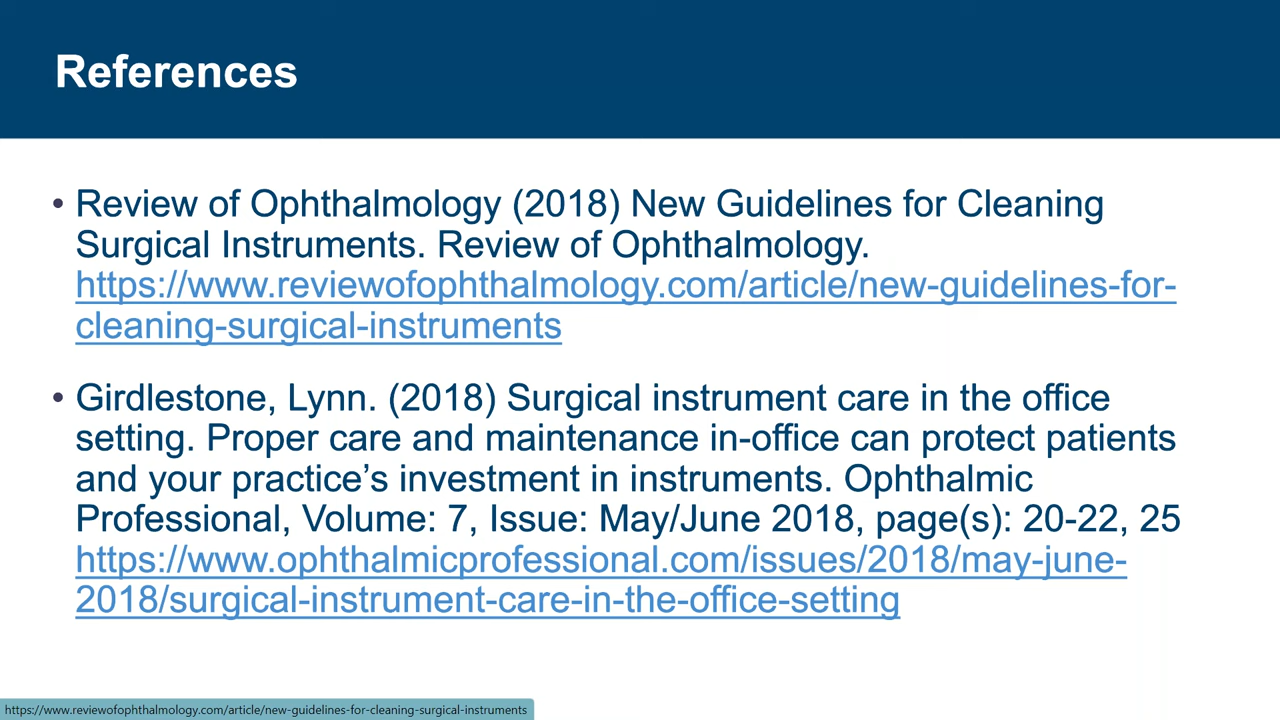 References
• Review of Ophthalmology (2018) New Guidelines for Cleaning
Surgical Instruments. Review of Ophthalmology.
https://www.reviewofophthalmology.com/article/new-guidelines-for-
cleaning-surgical-instruments
• Girdlestone, Lynn. (2018) Surgical instrument care in the office
setting. Proper care and maintenance in-office can protect patients
and your practice’s investment in instruments. Ophthalmic
Professional, Volume: 7, Issue: May/June 2018, page(s): 20-22, 25
https://www.ophthalmicprofessional.com/issues/2018/may-june-
2018/surgical-instrument-care-in-the-office-setting
https://www.reviewofophthalmology.com/article/new-guidelines-for-cleaning-surgical-instruments